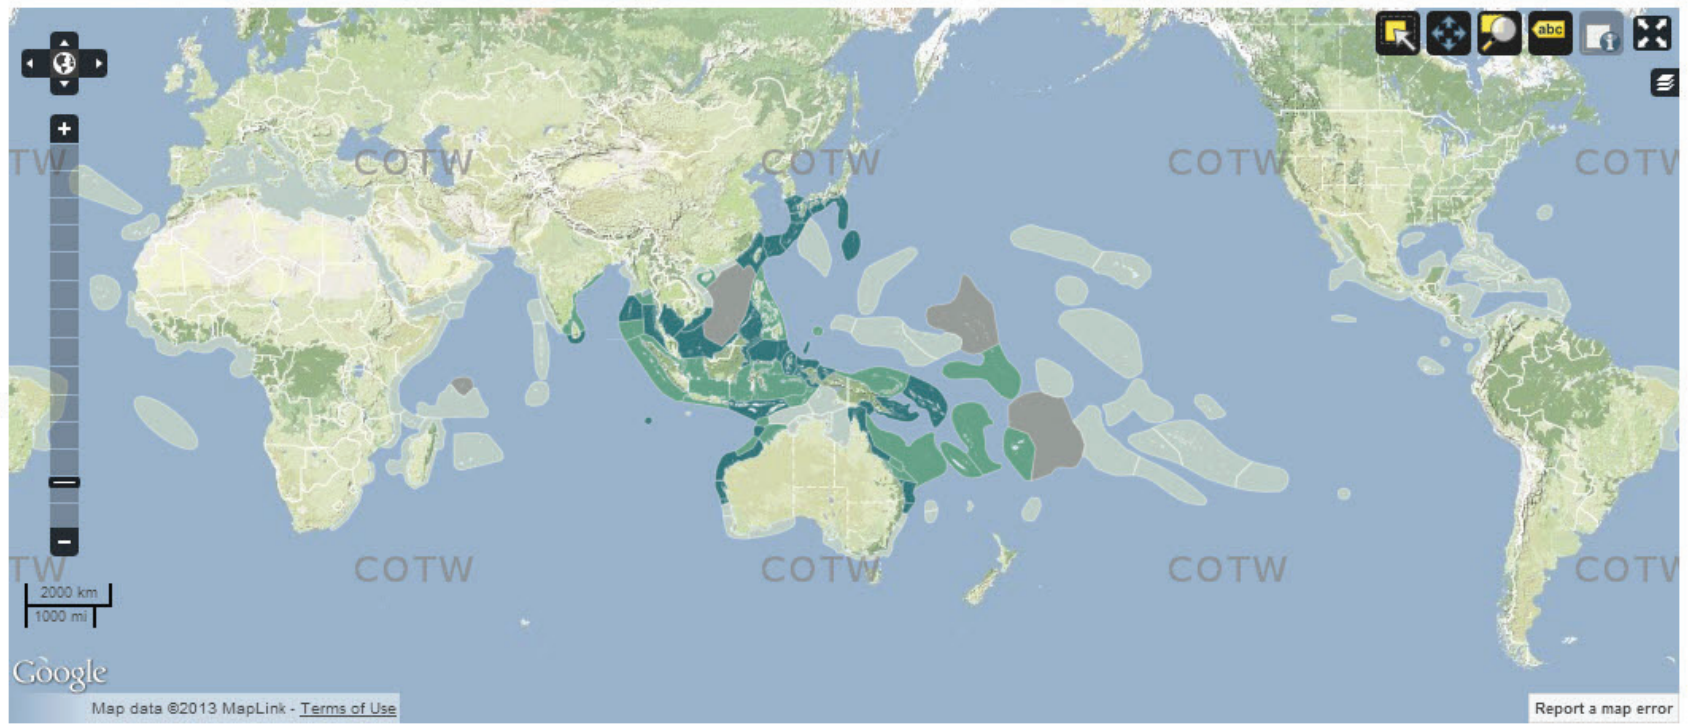 abc
TW COTW COTW COTW COTW
TW COTW COTW COTW COTW
2000 km
1000 mi
Google
Map data ©2013 MapLink - Terms of Use
Report a map error